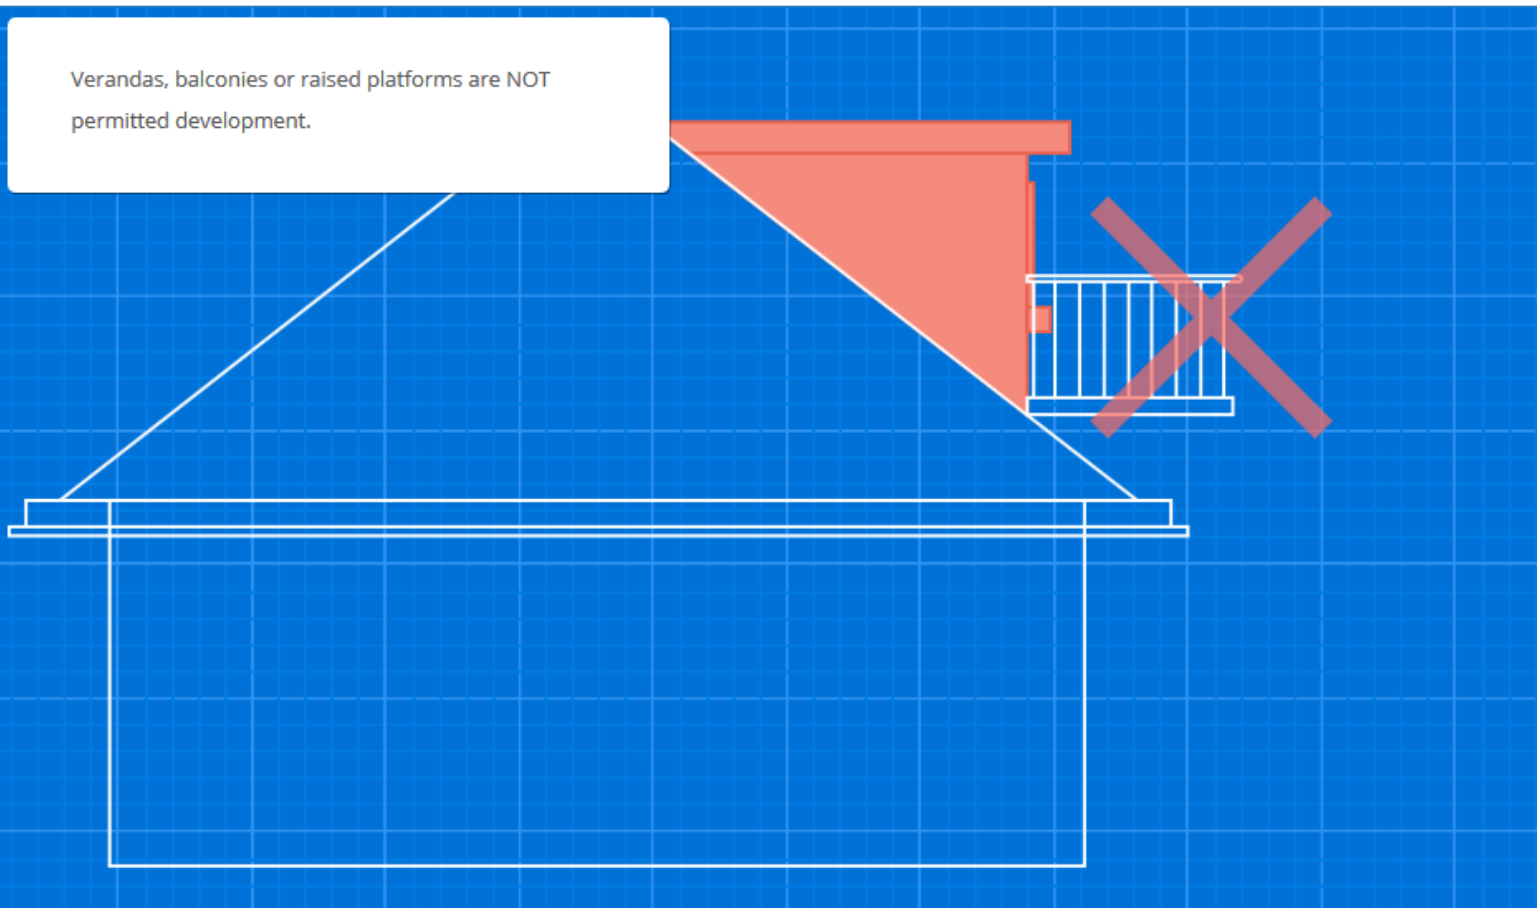 Verandas, balconies or raised platforms are NOT
permitted development.